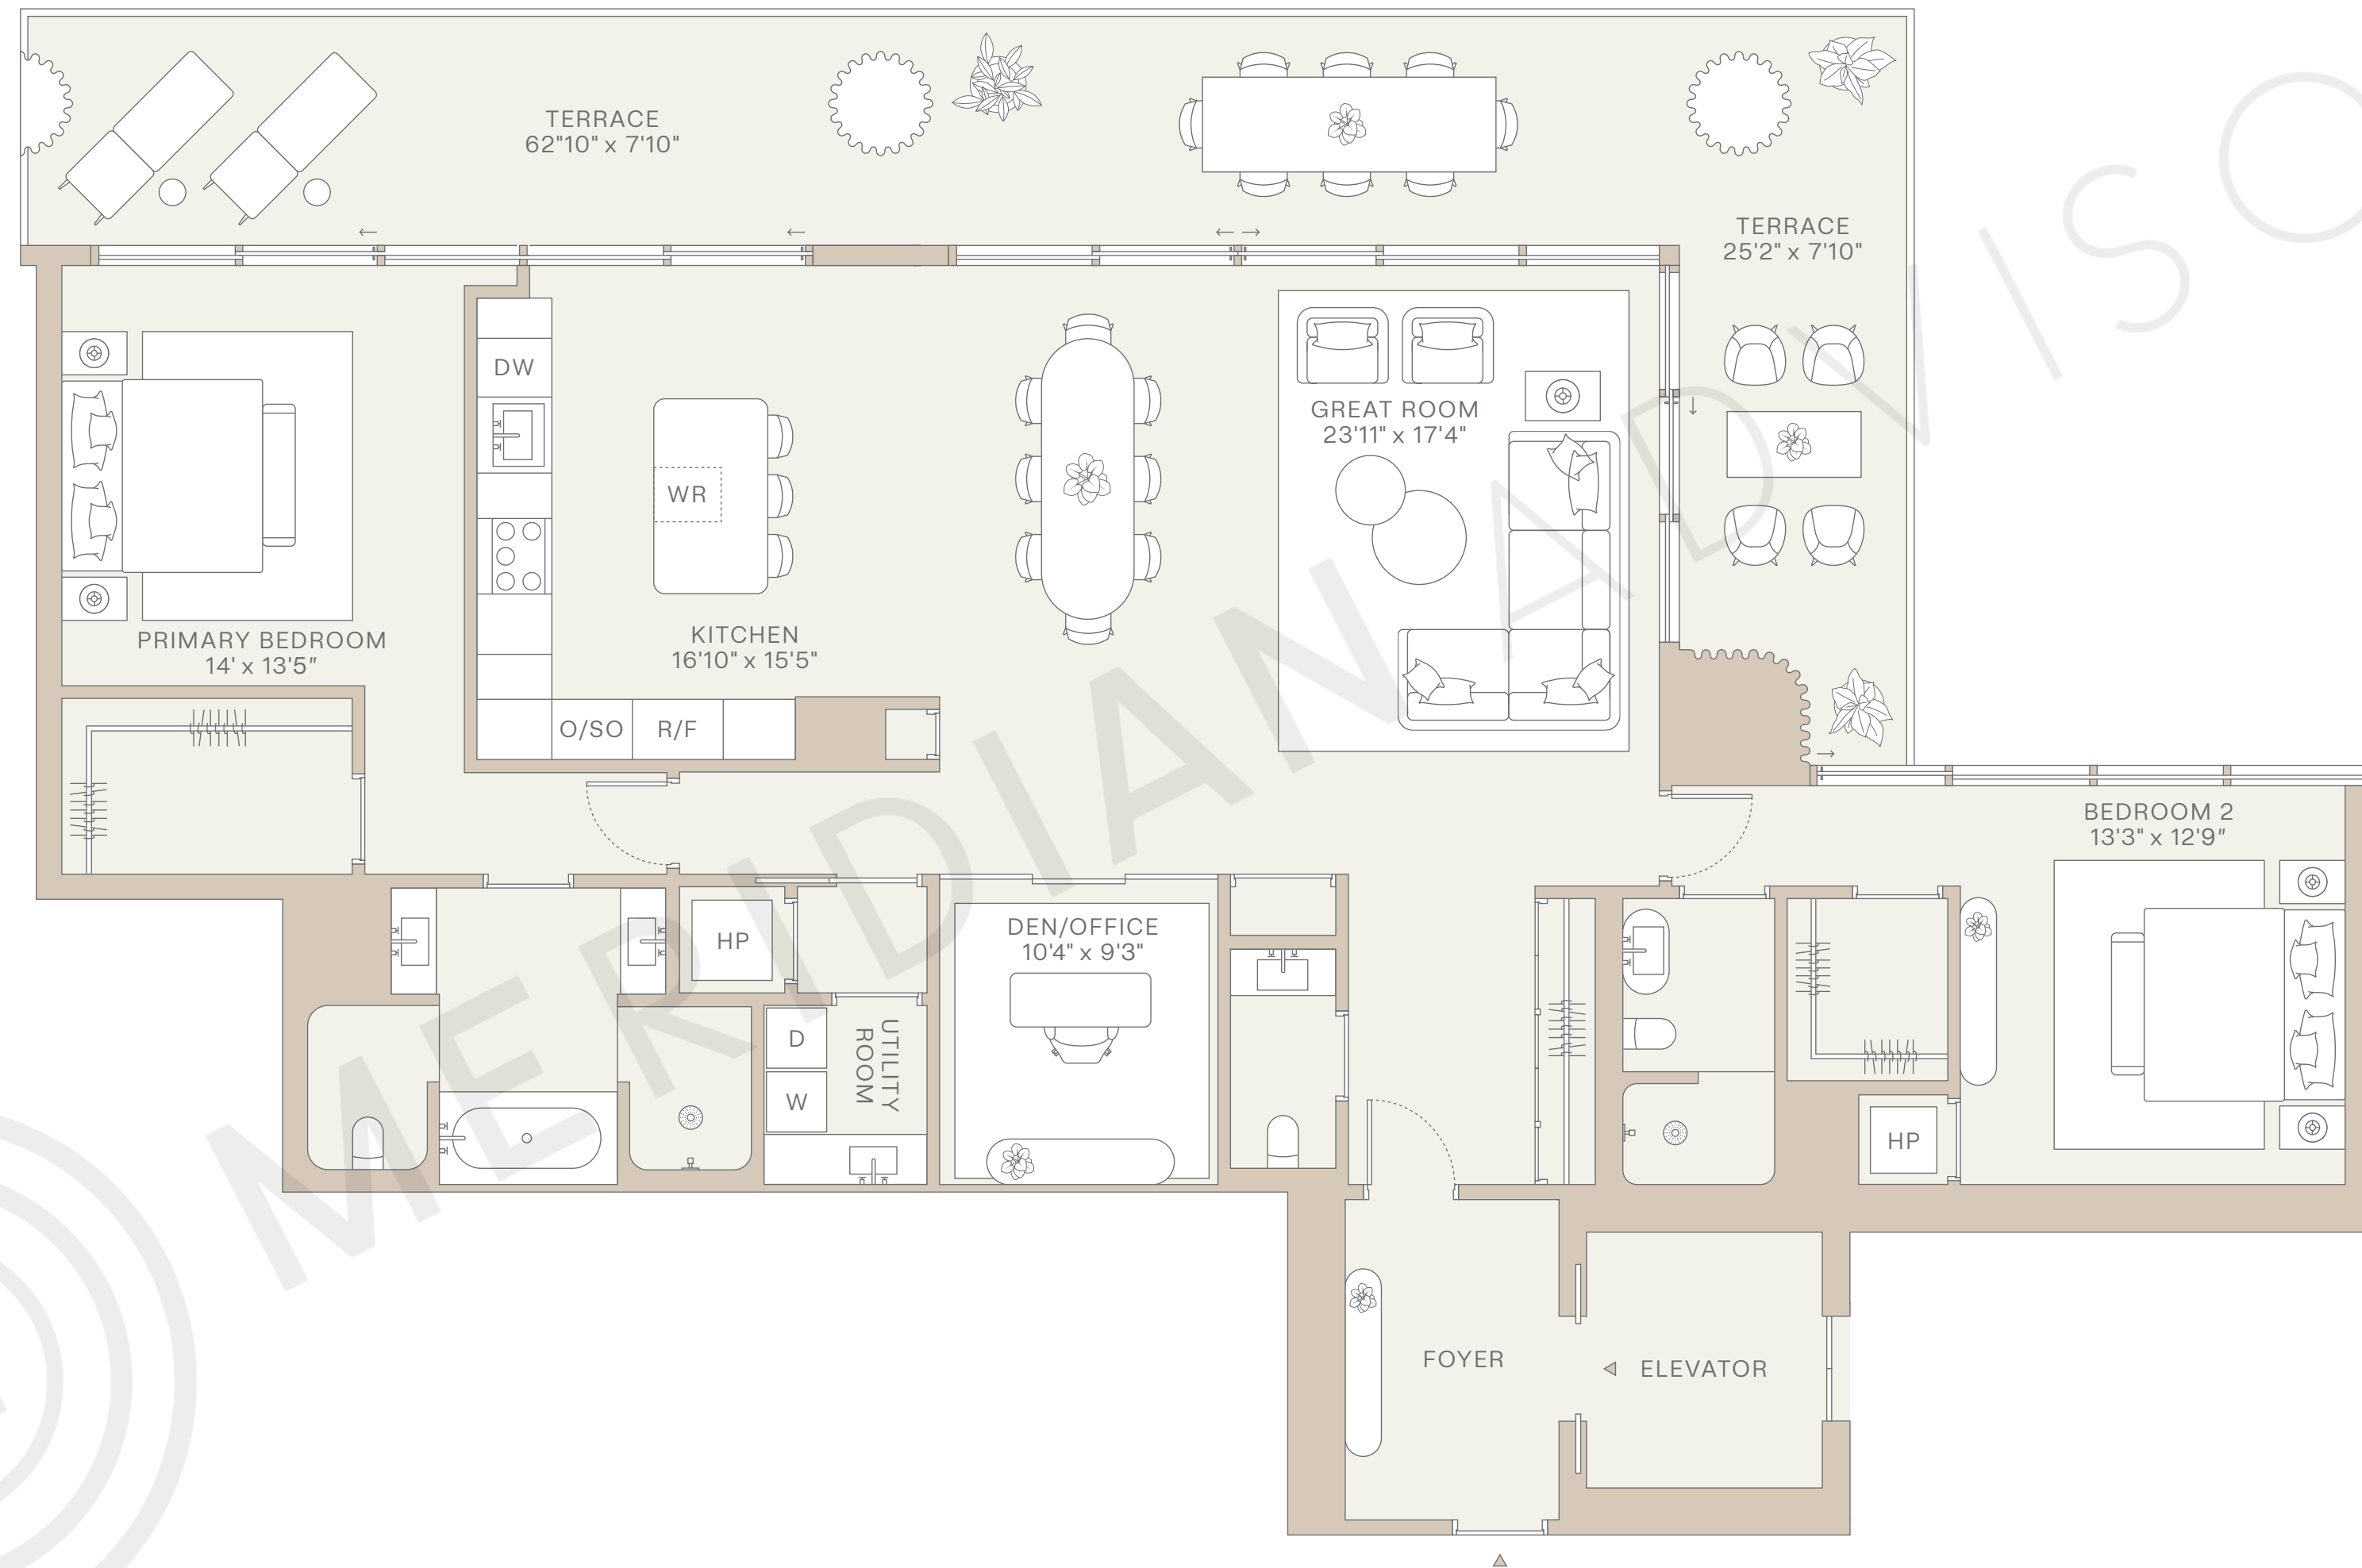 TERRACE
62"10" x 7'10"
TERRACE
25'2" x 7'10"
DW
WR
GREAT ROOM
23'11" x 17'4"
PRIMARY BEDROOM
14' x 13'5"
KITCHEN
16'10" x 15'5"
O/SO
R/F
BEDROOM 2
13'3" x 12'9"
HP
DEN/OFFICE
10'4" x 9'3"
D
W
UTILITY
ROOM
HP
FOYER
ELEVATOR
MERIDIAN ADVISO